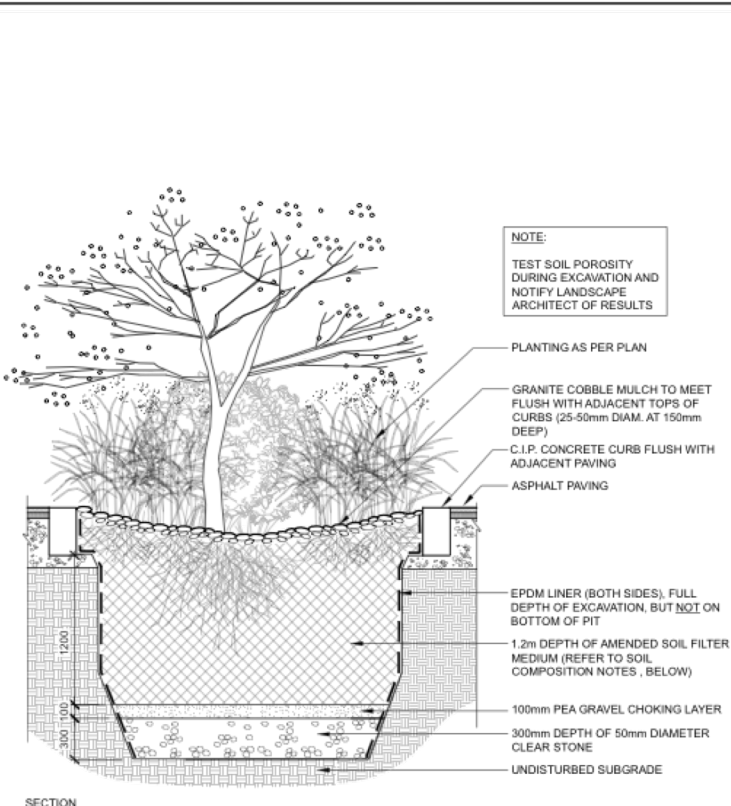 NOTE:
TEST SOIL POROSITY
DURING EXCAVATION AND
NOTIFY LANDSCAPE
ARCHITECT OF RESULTS
PLANTING AS PER PLAN
GRANITE COBBLE MULCH TO MEET
FLUSH WITH ADJACENT TOPS OF
CURBS (25-50mm DIAM. AT 150mm
DEEP)
C.I.P. CONCRETE CURB FLUSH WITH
ADJACENT PAVING
ASPHALT PAVING
EPDM LINER (BOTH SIDES), FULL
DEPTH OF EXCAVATION, BUT NOT ON
BOTTOM OF PIT
1.2m DEPTH OF AMENDED SOIL FILTER
MEDIUM (REFER TO SOIL
COMPOSITION NOTES , BELOW)
100mm PEA GRAVEL CHOKING LAYER
300mm DEPTH OF 50mm DIAMETER
CLEAR STONE
UNDISTURBED SUBGRADE
1200
100
300
SECTION